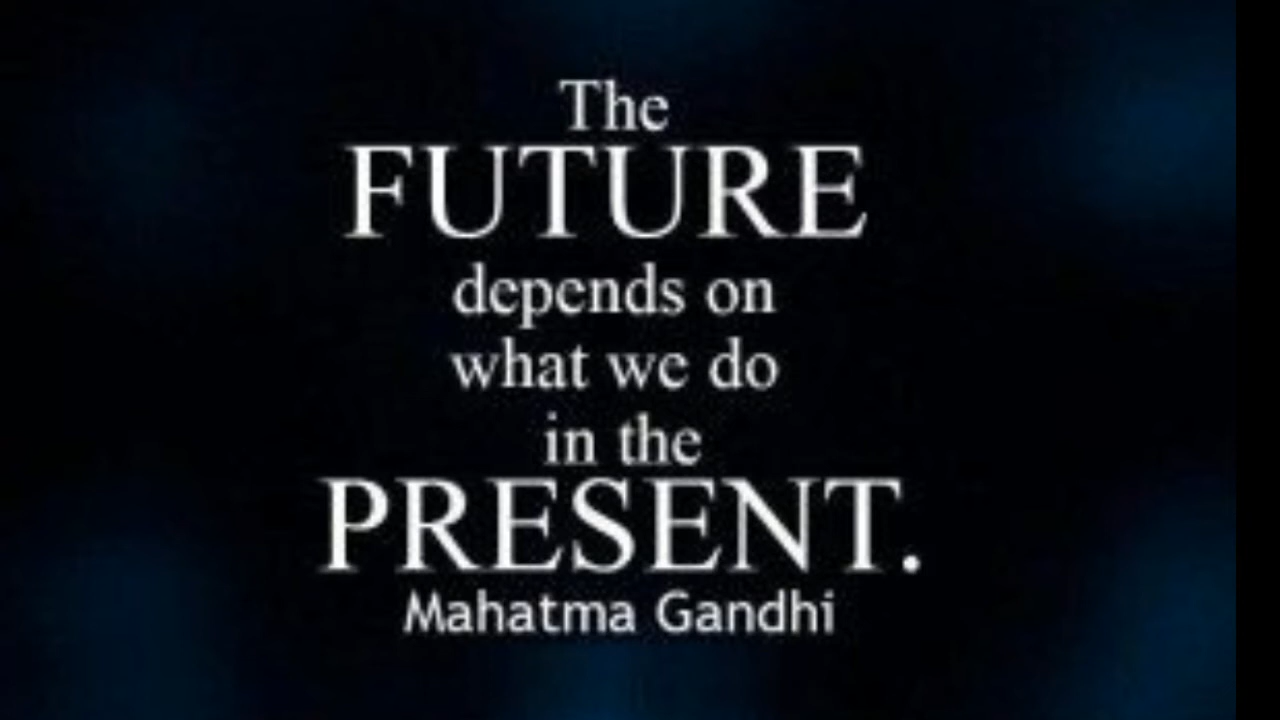 The
FUTURE
depends on
what we do
in the
PRESENT.
Mahatma Gandhi